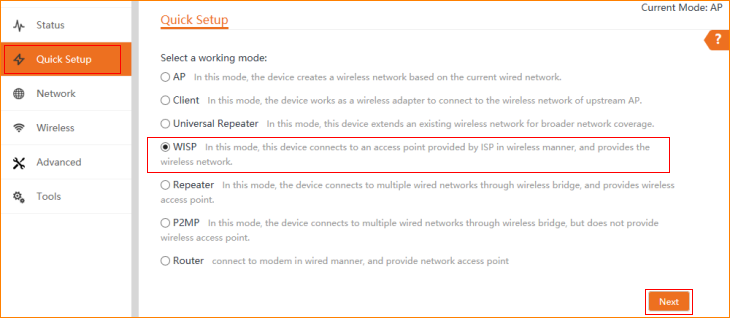 Current Mode: AP
Status
Quick Setup
Network
Wireless
Advanced
Tools
Quick Setup
?
Select a working mode:
AP In this mode, the device creates a wireless network based on the current wired network.
Client In this mode, the device works as a wireless adapter to connect to the wireless network of upstream AP.
Universal Repeater In this mode, this device extends an existing wireless network for broader network coverage.
WISP In this mode, this device connects to an access point provided by ISP in wireless manner, and provides the
wireless network.
Repeater In this mode, the device connects to multiple wired networks through wireless bridge, and provides wireless
access point.
P2MP In this mode, the device connects to multiple wired networks through wireless bridge, but does not provide
wireless access point.
Router connect to modem in wired manner, and provide network access point
Next